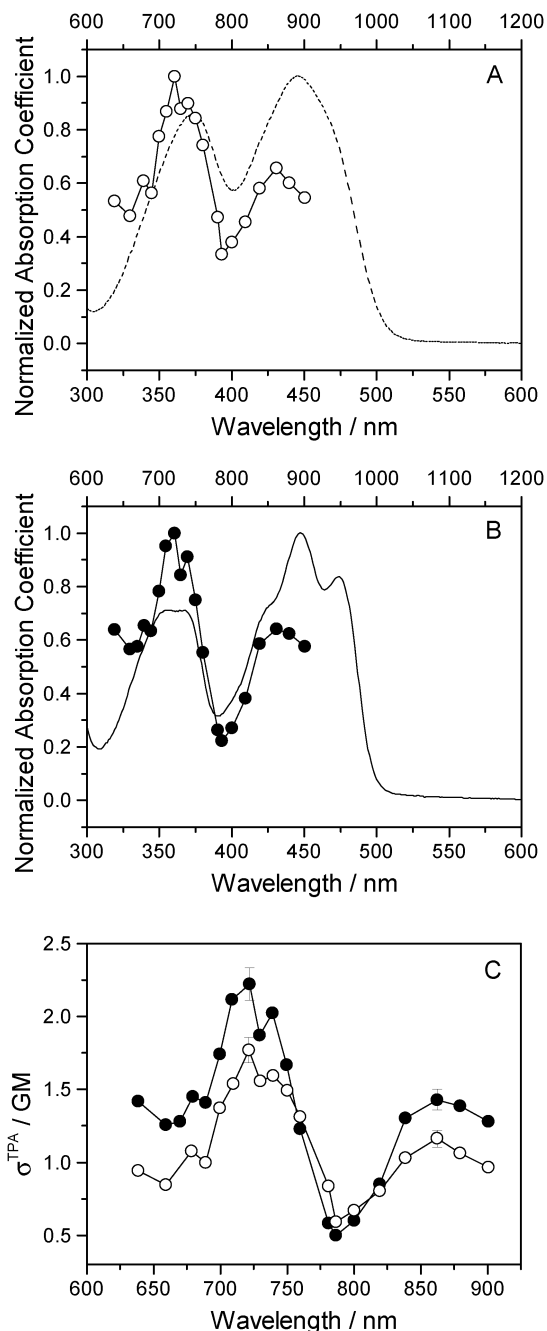 600 700 800 900 1000 1100 1200
A
Normalized Absorption Coefficient
1.0
0.8
0.6
0.4
0.2
0.0
300 350 400 450 500 550 600
Wavelength / nm
600 700 800 900 1000 1100 1200
B
Normalized Absorption Coefficient
1.0
0.8
0.6
0.4
0.2
0.0
300 350 400 450 500 550 600
Wavelength / nm
C
σTPA / GM
2.5
2.0
1.5
1.0
0.5
600 650 700 750 800 850 900
Wavelength / nm